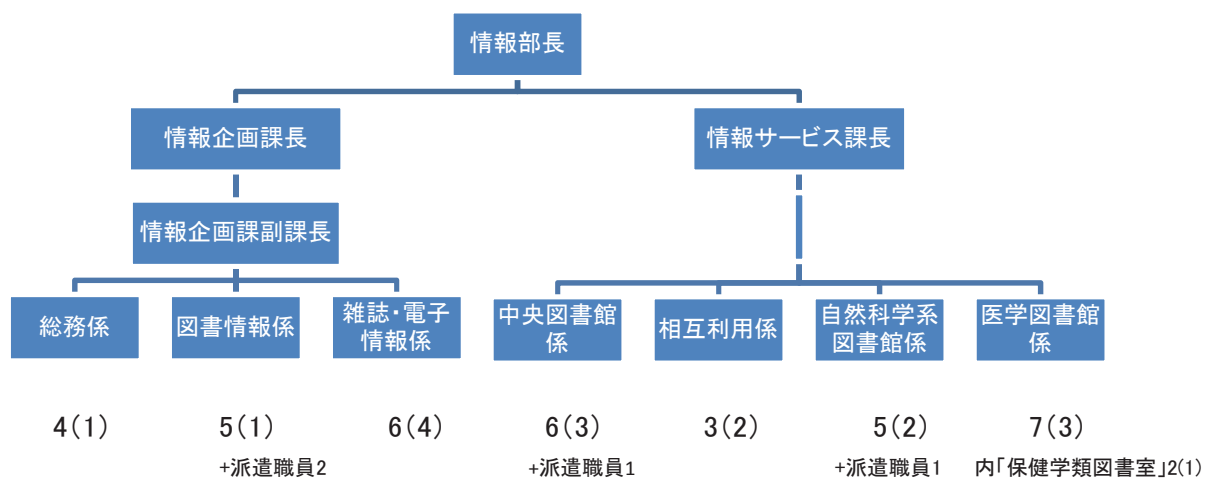 情報部長
情報企画課長
情報サービス課長
情報企画課副課長
総務係
図書情報係
雑誌・電子
情報係
中央図書館
係
相互利用係
自然科学系
図書館係
医学図書館
係
4(1)
5(1)
6(4)
6(3)
3(2)
5(2)
7(3)
+派遣職員2
+派遣職員1
+派遣職員1
内「保健学類図書室」2(1)